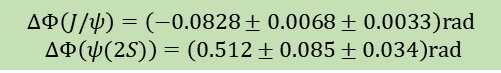 ΔΦ(J/ψ) = (−0.0828 ± 0.0068 ± 0.0033)rad
ΔΦ(ψ(2S)) = (0.512 ± 0.085 ± 0.034)rad